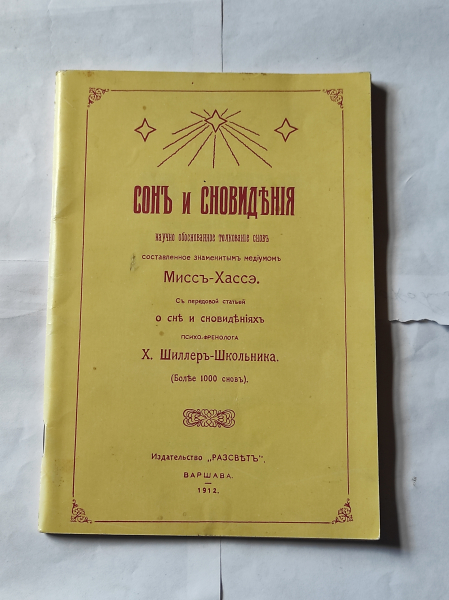 СОНЪ и СНОВИДѢНІЯ
научно обоснованное толкованіе сновъ
составленное знаменитымъ медіумомъ
Миссъ-Хассэ.
Съ передовой статьей
о снѣ и сновидѣніяхъ
психо-френолога
Х. Шиллеръ-Школьника.
(Болѣе 1000 сновъ).
Издательство „РАЗСВѢТЪ“,
ВАРШАВА.
1912.